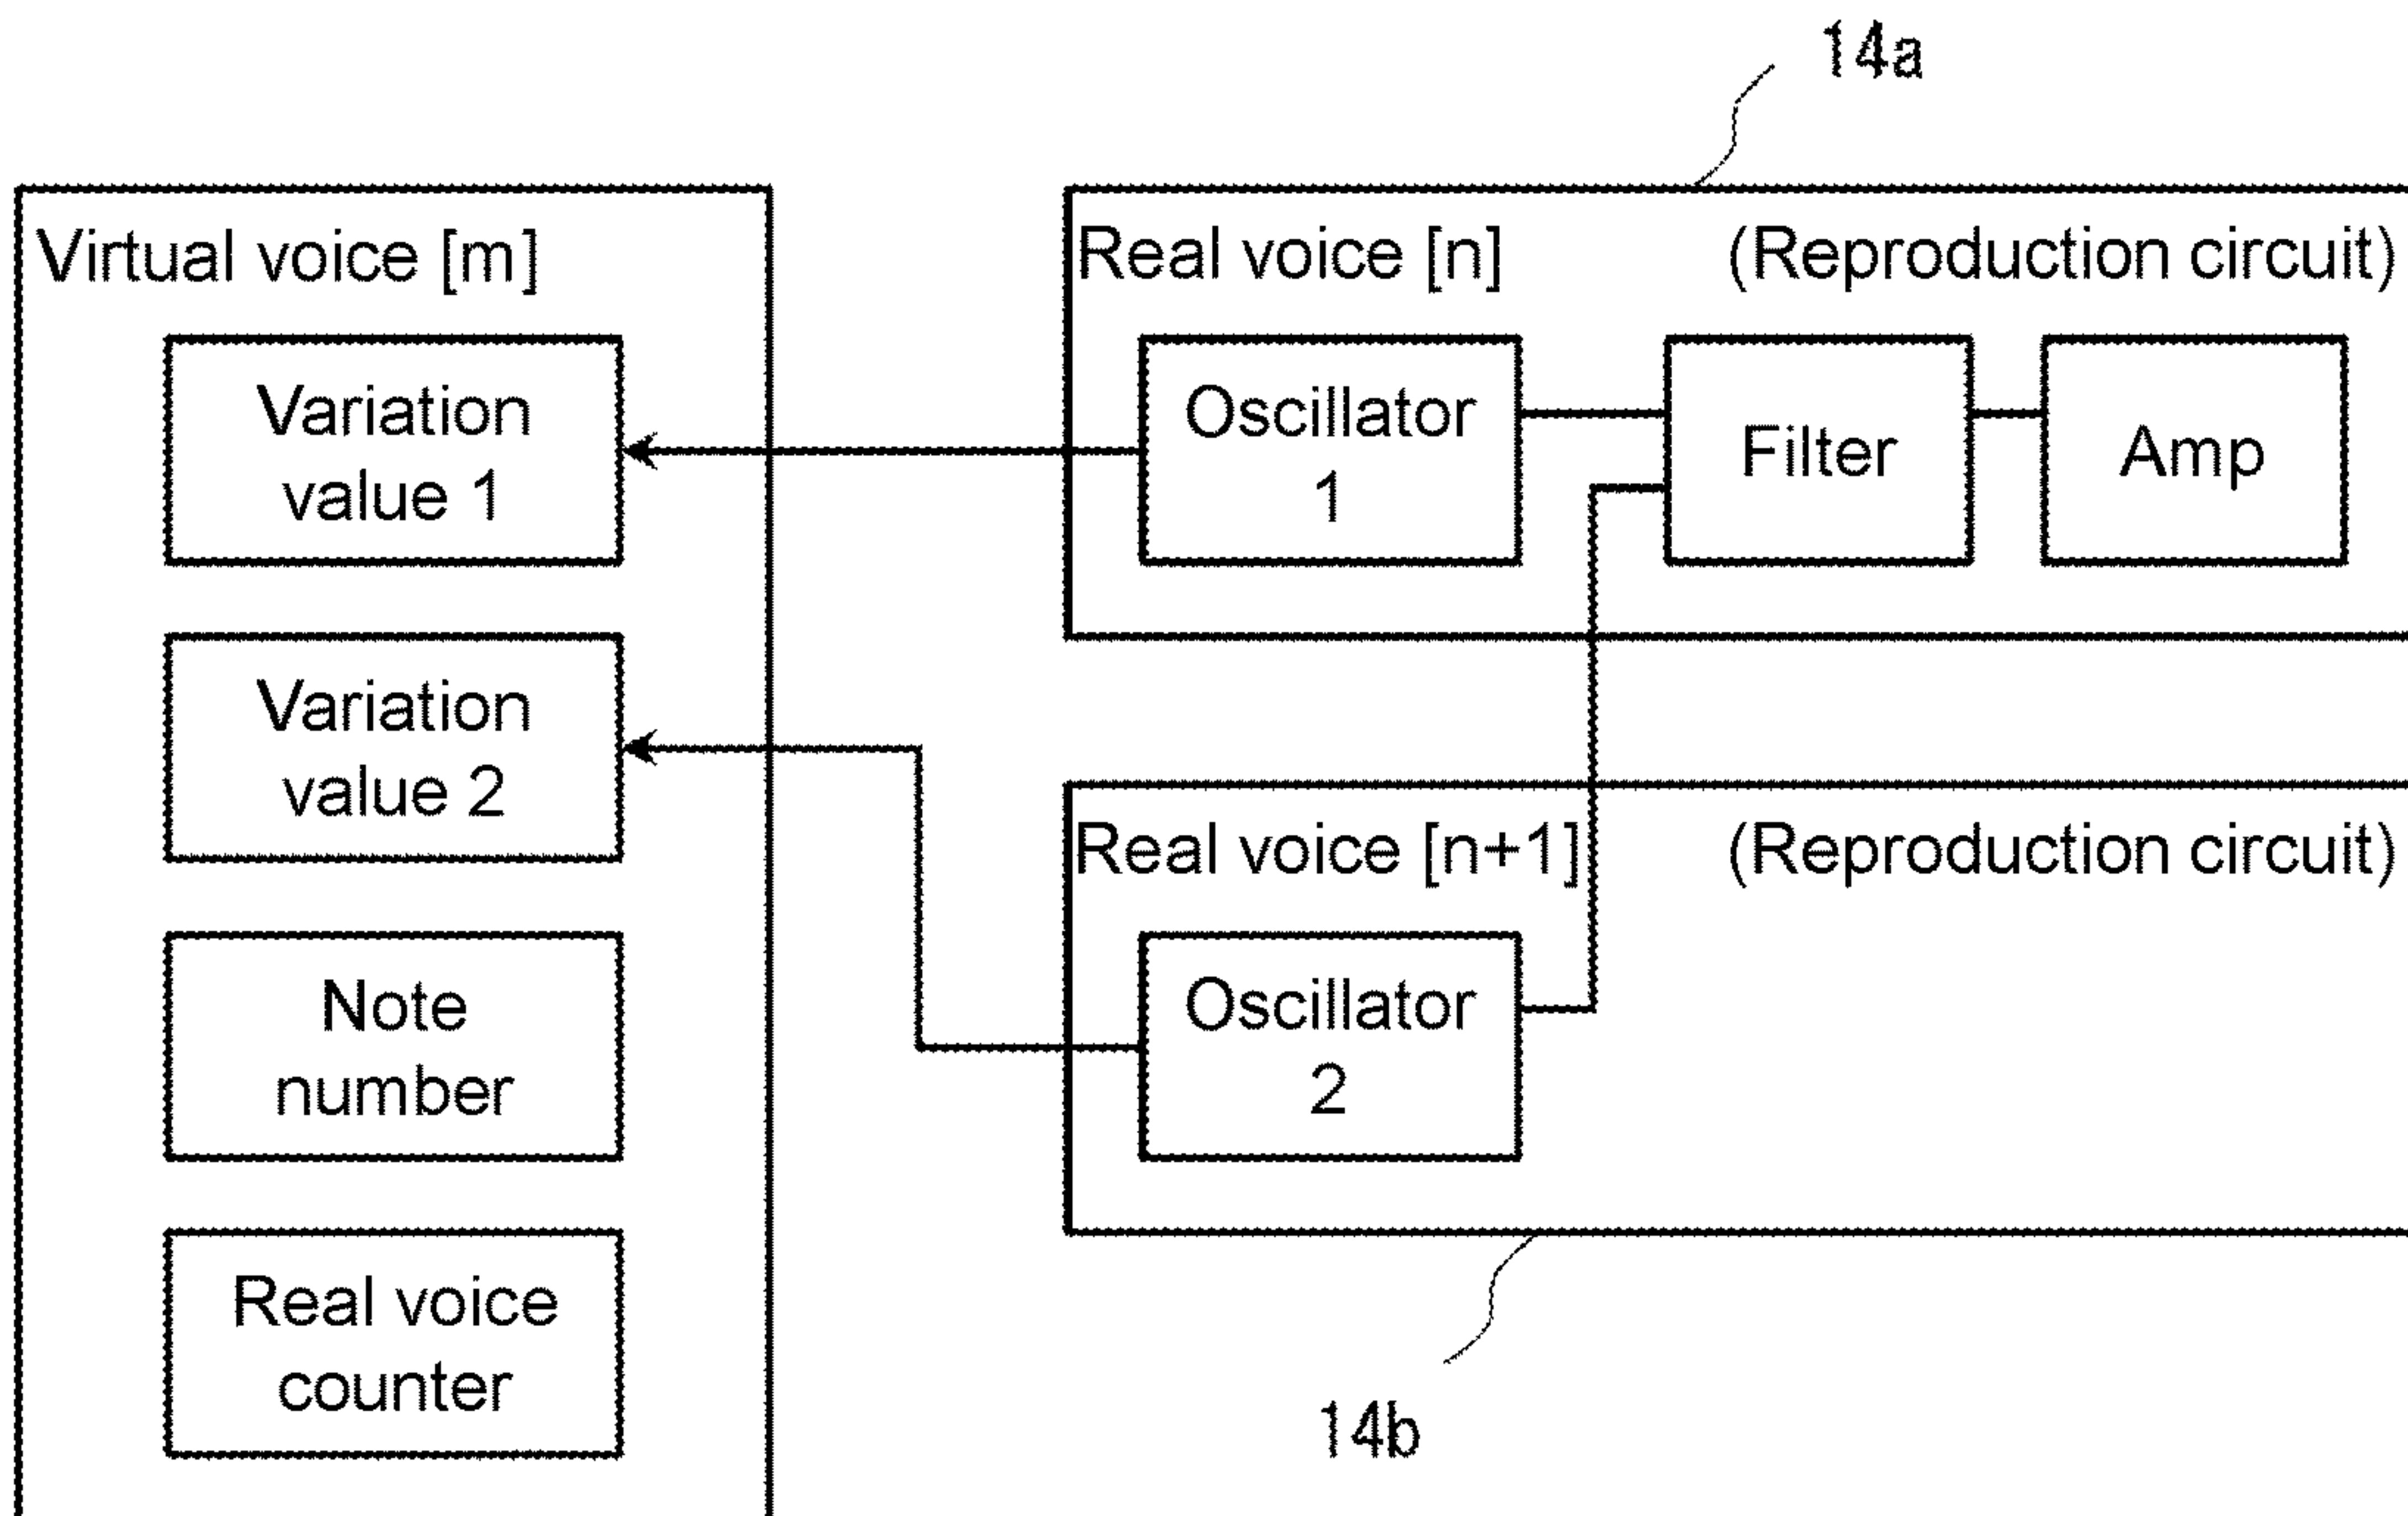 14a
Virtual voice [m]
Variation
value 1
Variation
value 2
Note
number
Real voice
counter
Real voice [n]
(Reproduction circuit)
Oscillator
1
Filter
Amp
Real voice [n+1]
(Reproduction circuit)
Oscillator
2
14b